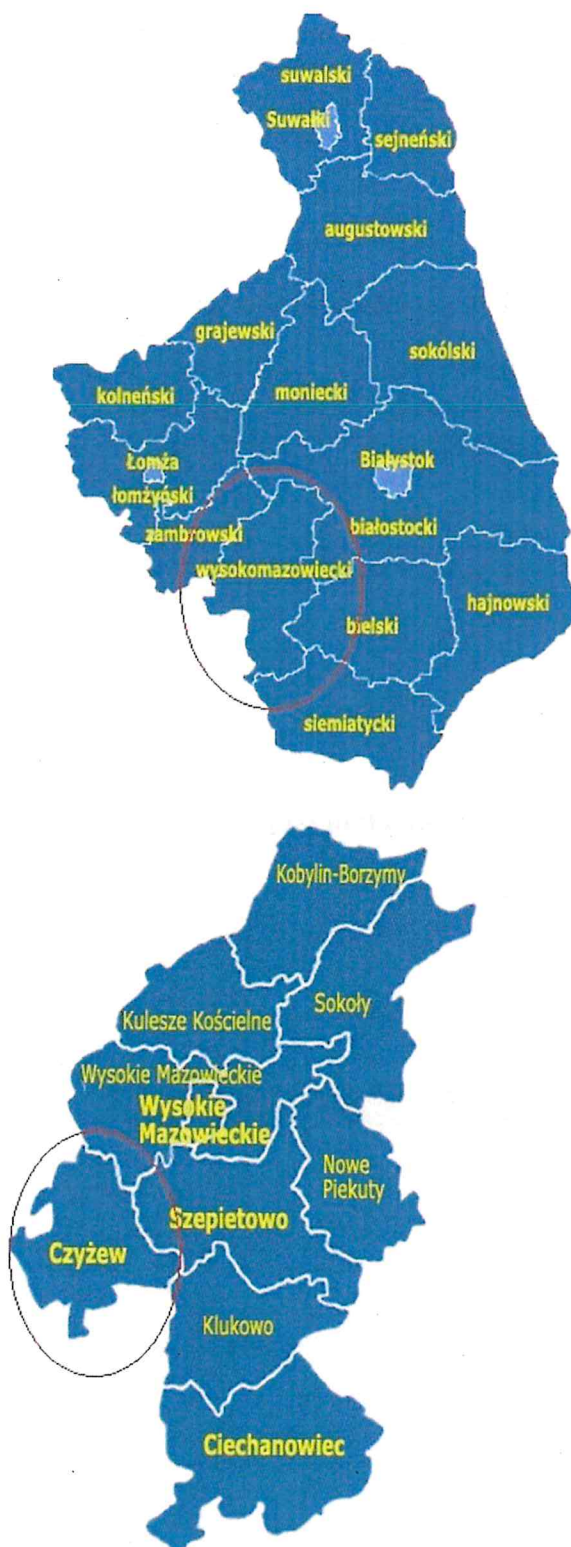 suwalski
Suwałki
sejneński
augustowski
grajewski
sokólski
kolneński
moniecki
Łomża
Białystok
łomżyński
zambrowski
białostocki
wysokomazowiecki
hajnowski
bielski
siemiatycki
Kobylin-Borzymy
Sokoły
Kulesze Kościelne
Wysokie Mazowieckie
Wysokie
Mazowieckie
Nowe
Piekuty
Szepietowo
Czyżew
Klukowo
Ciechanowiec